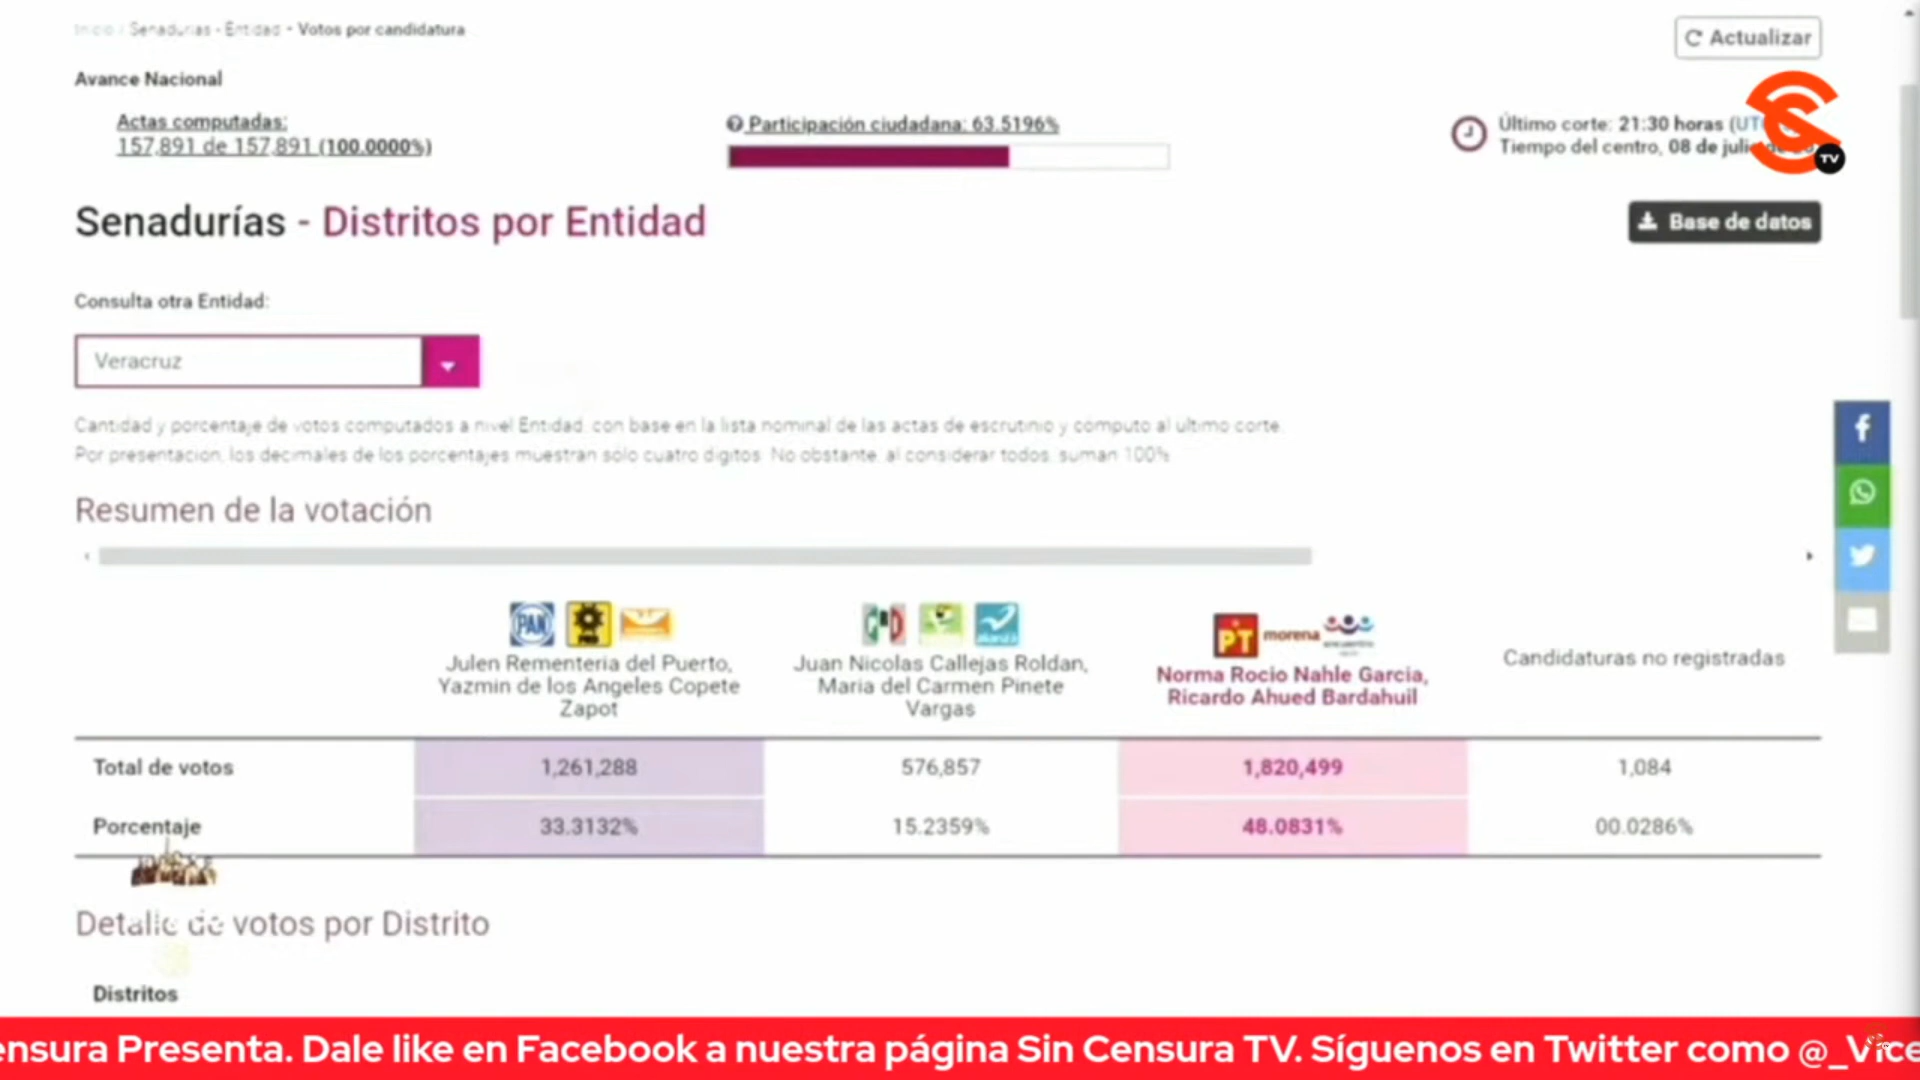 Inicio / Senadurías - Entidad - Votos por candidatura
Actualizar
Avance Nacional
Actas computadas:
157,891 de 157,891 (100.0000%)
Participación ciudadana: 63.5196%
Último corte: 21:30 horas (UTC
Tiempo del centro, 08 de julio de
TV
Senadurías - Distritos por Entidad
Base de datos
Consulta otra Entidad:
Veracruz
Cantidad y porcentaje de votos computados a nivel Entidad, con base en la lista nominal de las actas de escrutinio y cómputo al último corte.
Por presentación, los decimales de los porcentajes muestran sólo cuatro dígitos. No obstante, al considerar todos, suman 100%
Resumen de la votación
PAN PRD
Julen Rementeria del Puerto,
Yazmin de los Angeles Copete
Zapot
PRD alianza
Juan Nicolas Callejas Roldan,
Maria del Carmen Pinete
Vargas
PT morena encuentro
Norma Rocio Nahle Garcia,
Ricardo Ahued Bardahuil
Candidaturas no registradas
Total de votos 1,261,288 576,857 1,820,499 1,084
Porcentaje 33.3132% 15.2359% 48.0831% 00.0286%
Detalle de votos por Distrito
Distritos
ensura Presenta. Dale like en Facebook a nuestra página Sin Censura TV. Síguenos en Twitter como @_Vice